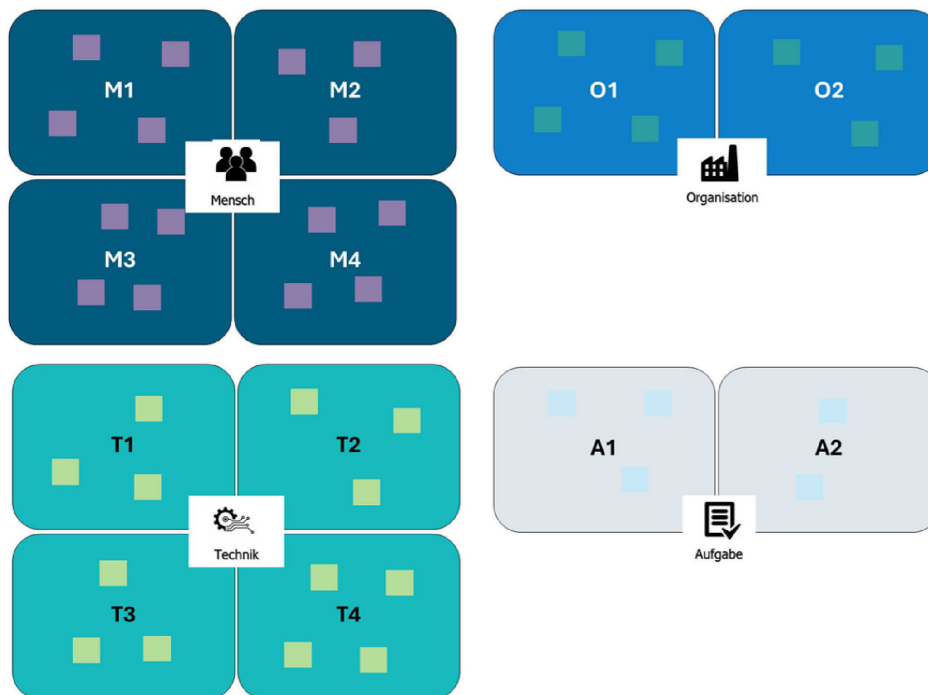 M1
M2
Mensch
M3
M4
O1
O2
Organisation
T1
T2
Technik
T3
T4
A1
A2
Aufgabe